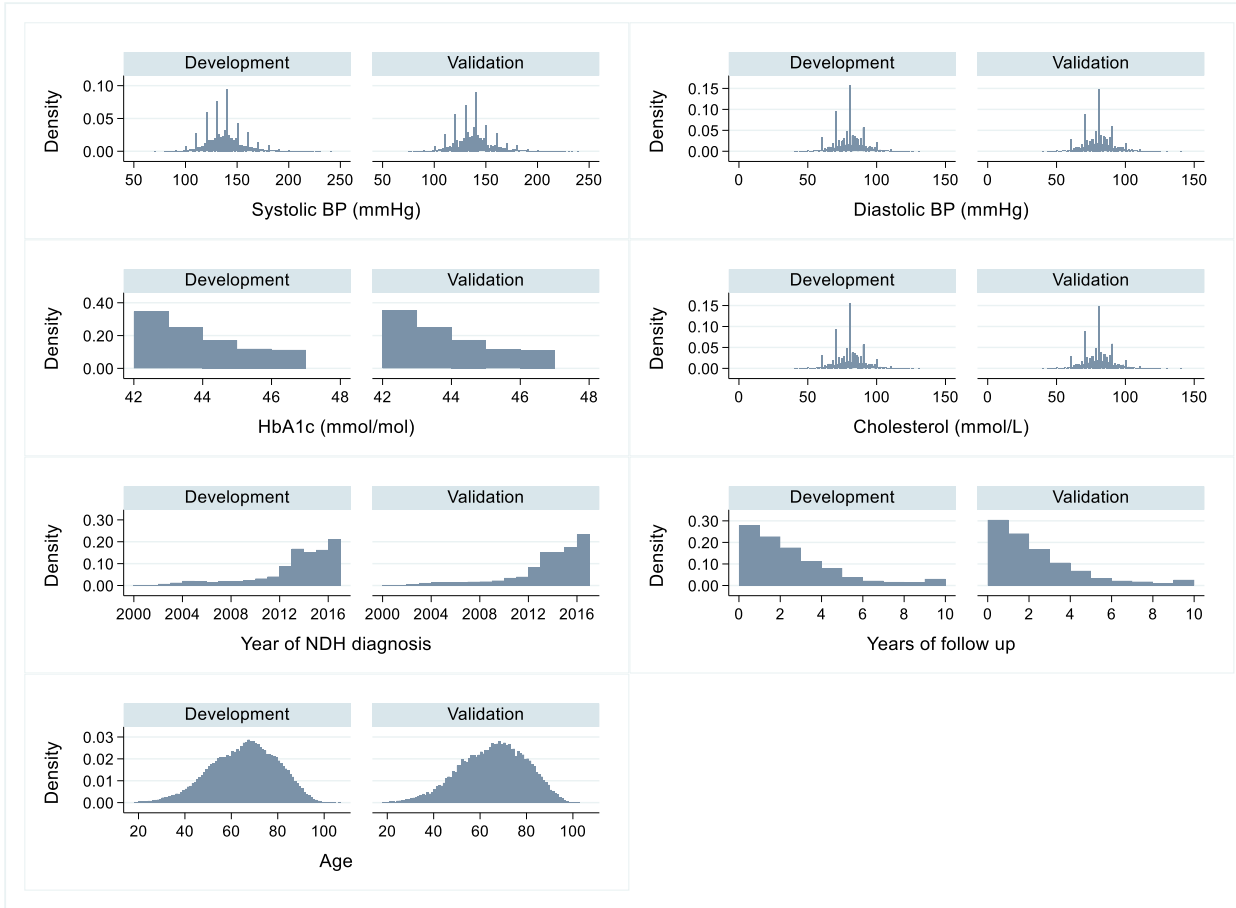 Development Validation
Density
0.10
0.05
0.00
50 100 150 200 250 50 100 150 200 250
Systolic BP (mmHg)
Development Validation
Density
0.15
0.10
0.05
0.00
0 50 100 150 0 50 100 150
Diastolic BP (mmHg)
Development Validation
Density
0.40
0.20
0.00
42 44 46 48 42 44 46 48
HbA1c (mmol/mol)
Development Validation
Density
0.15
0.10
0.05
0.00
0 50 100 150 0 50 100 150
Cholesterol (mmol/L)
Development Validation
Density
0.30
0.20
0.10
0.00
2000 2004 2008 2012 2016 2000 2004 2008 2012 2016
Year of NDH diagnosis
Development Validation
Density
0.30
0.20
0.10
0.00
0 2 4 6 8 10 0 2 4 6 8 10
Years of follow up
Development Validation
Density
0.03
0.02
0.01
0.00
20 40 60 80 100 20 40 60 80 100
Age